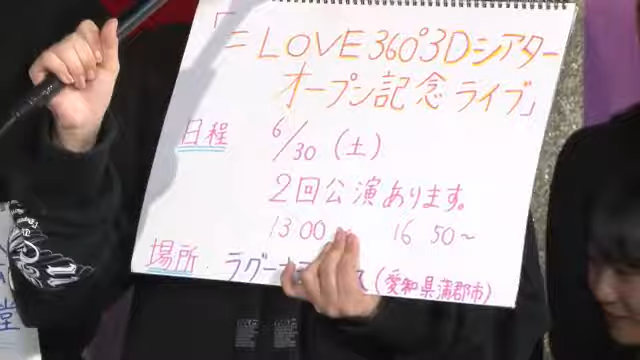 「=LOVE 360°3Dシアター
オープン記念ライブ」
日程 6/30(土)
2回公演あります。
13:00~ 16:50~
場所 ラグー (愛知県蒲郡市)
堂